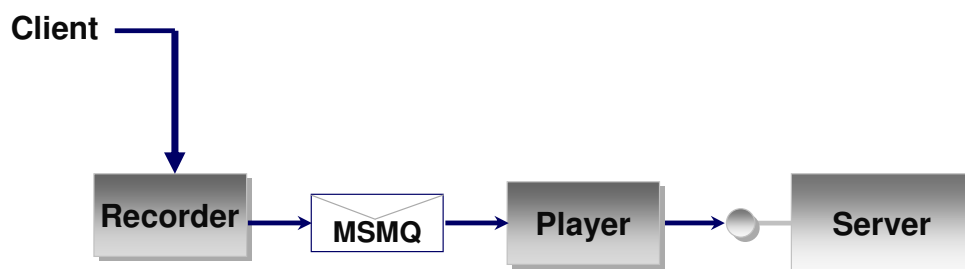 Client
Recorder
MSMQ
Player
Server